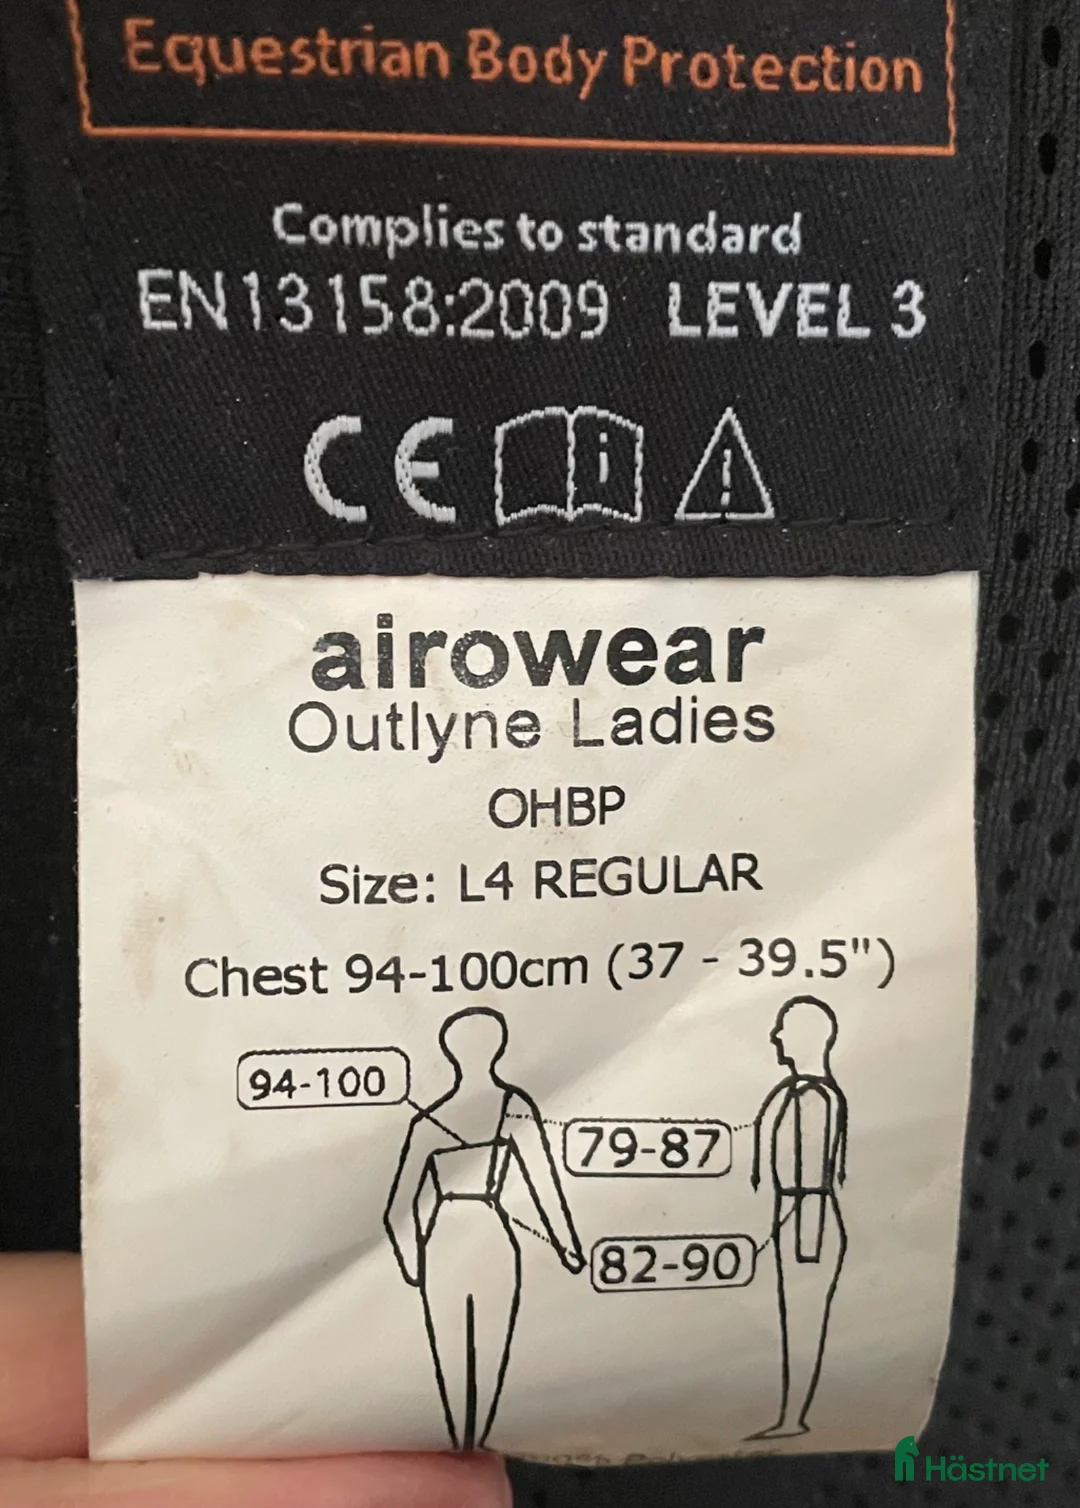 Equestrian Body Protection
Complies to standard
EN13158:2009 LEVEL 3
CE
airowear
Outlyne Ladies
OHBP
Size: L4 REGULAR
Chest 94-100cm (37 - 39.5")
94-100
79-87
82-90
Hästnet